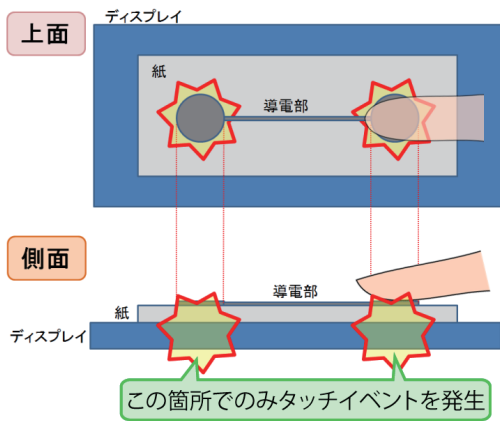 ディスプレイ
上面
紙
導電部
側面
導電部
紙
ディスプレイ
この箇所でのみタッチイベントを発生